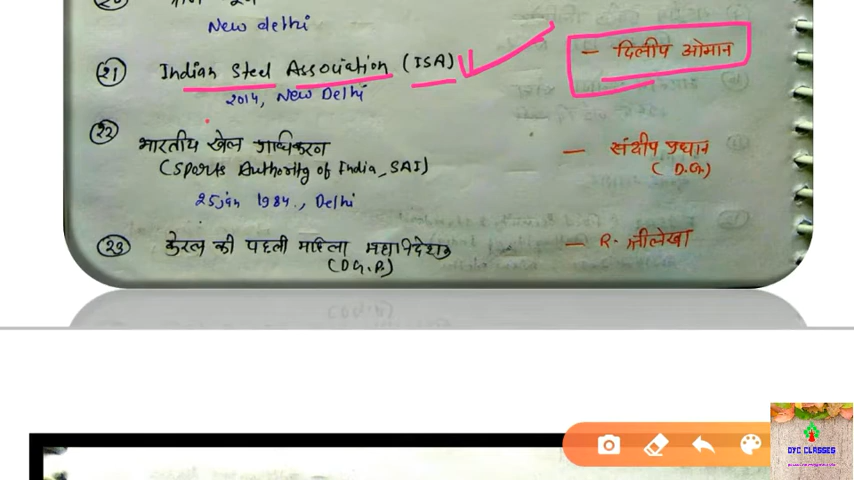 New delhi
21 Indian Steel Association (ISA) - दिलीप ओमान
2014, New Delhi
22 भारतीय खेल प्राधिकरण - संदीप प्रधान
(Sports Authority of India, SAI) (D.G.)
25 jan 1984., Delhi
23 केरल की पहली महिला महानिदेशक - R. श्रीलेखा
(D.G.P.)
DYC CLASSES